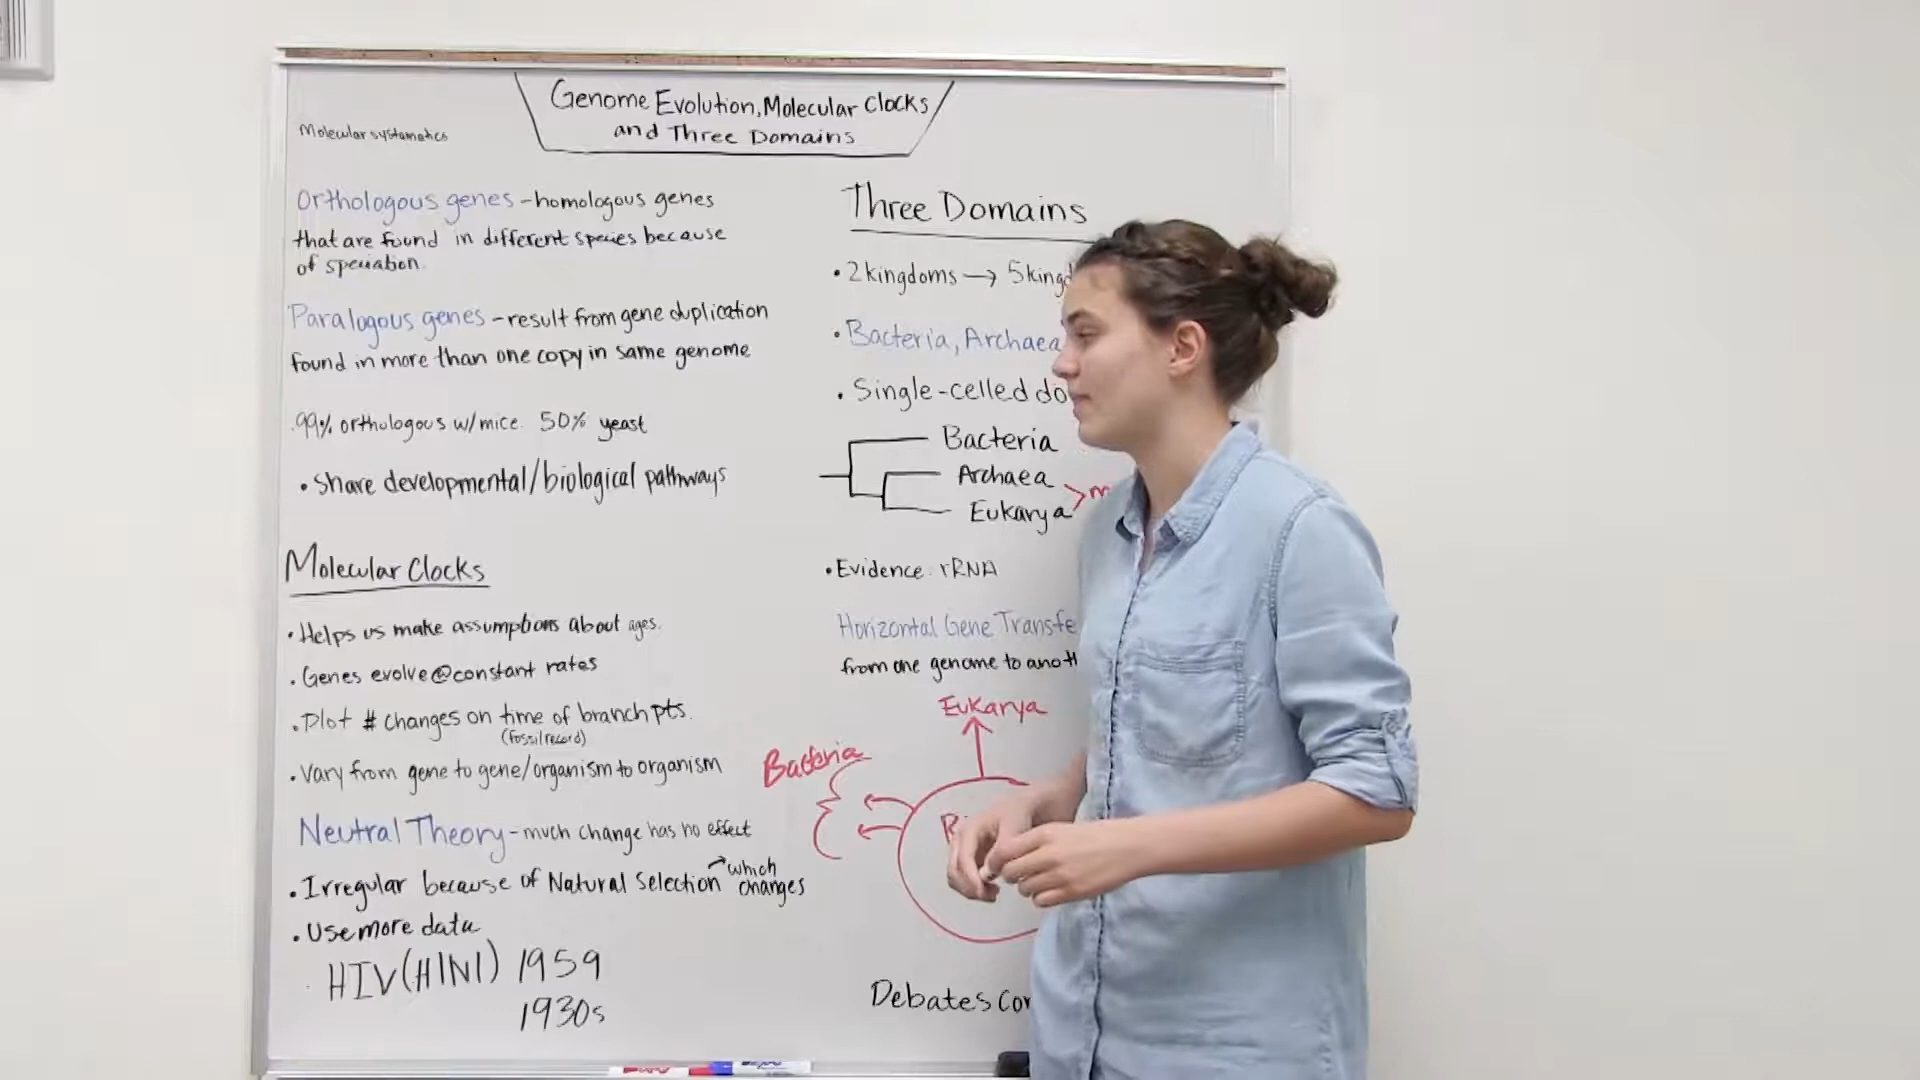 Genome Evolution, Molecular Clocks
and Three Domains
Molecular systamatics
Orthologous genes - homologous genes
that are found in different species because
of speciation.
Paralogous genes - result from gene duplication
found in more than one copy in same genome
99% orthologous w/mice. 50% yeast
• Share developmental/biological pathways
Molecular Clocks
• Helps us make assumptions about ages.
• Genes evolve @ constant rates
• Plot # changes on time of branch pts.
(fossil record)
• Vary from gene to gene/organism to organism
Neutral Theory - much change has no effect
• Irregular because of Natural Selection → which
changes
• Use more data
HIV (H1N1) 1959
1930s
Three Domains
• 2 kingdoms → 5 kingd
• Bacteria, Archaea
• Single-celled do
Bacteria
Archaea
Eukarya > m
• Evidence: rRNA
Horizontal Gene Transfe
from one genome to anoth
Eukarya
Bacteria
Debates con